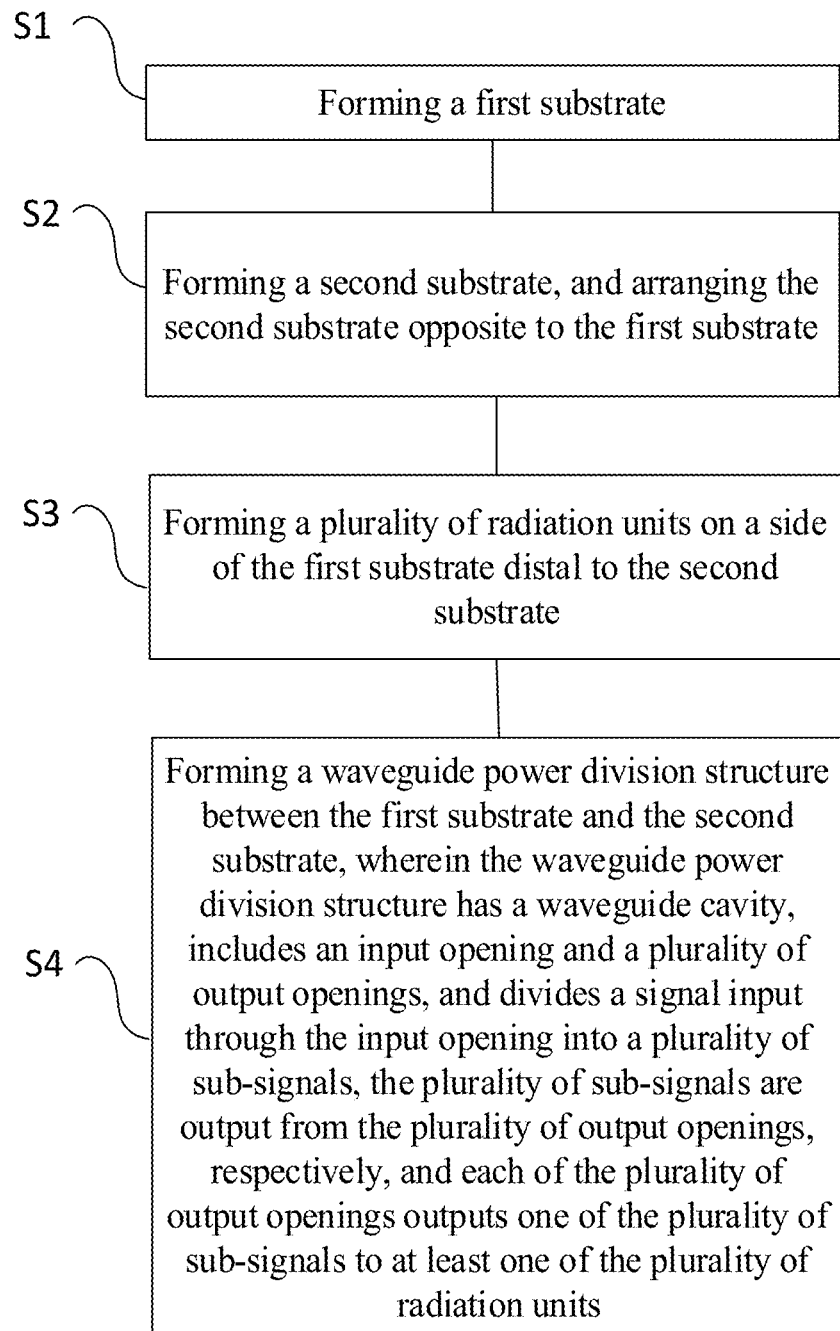 S1
Forming a first substrate
S2
Forming a second substrate, and arranging the
second substrate opposite to the first substrate
S3
Forming a plurality of radiation units on a side
of the first substrate distal to the second
substrate
S4
Forming a waveguide power division structure
between the first substrate and the second
substrate, wherein the waveguide power
division structure has a waveguide cavity,
includes an input opening and a plurality of
output openings, and divides a signal input
through the input opening into a plurality of
sub-signals, the plurality of sub-signals are
output from the plurality of output openings,
respectively, and each of the plurality of
output openings outputs one of the plurality of
sub-signals to at least one of the plurality of
radiation units